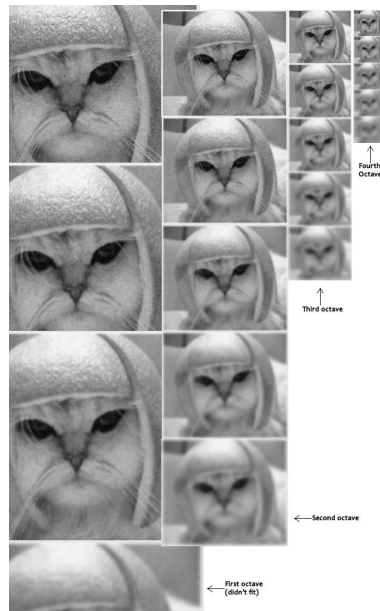 Fourth
Octave
Third octave
Second octave
First octave
(didn't fit)